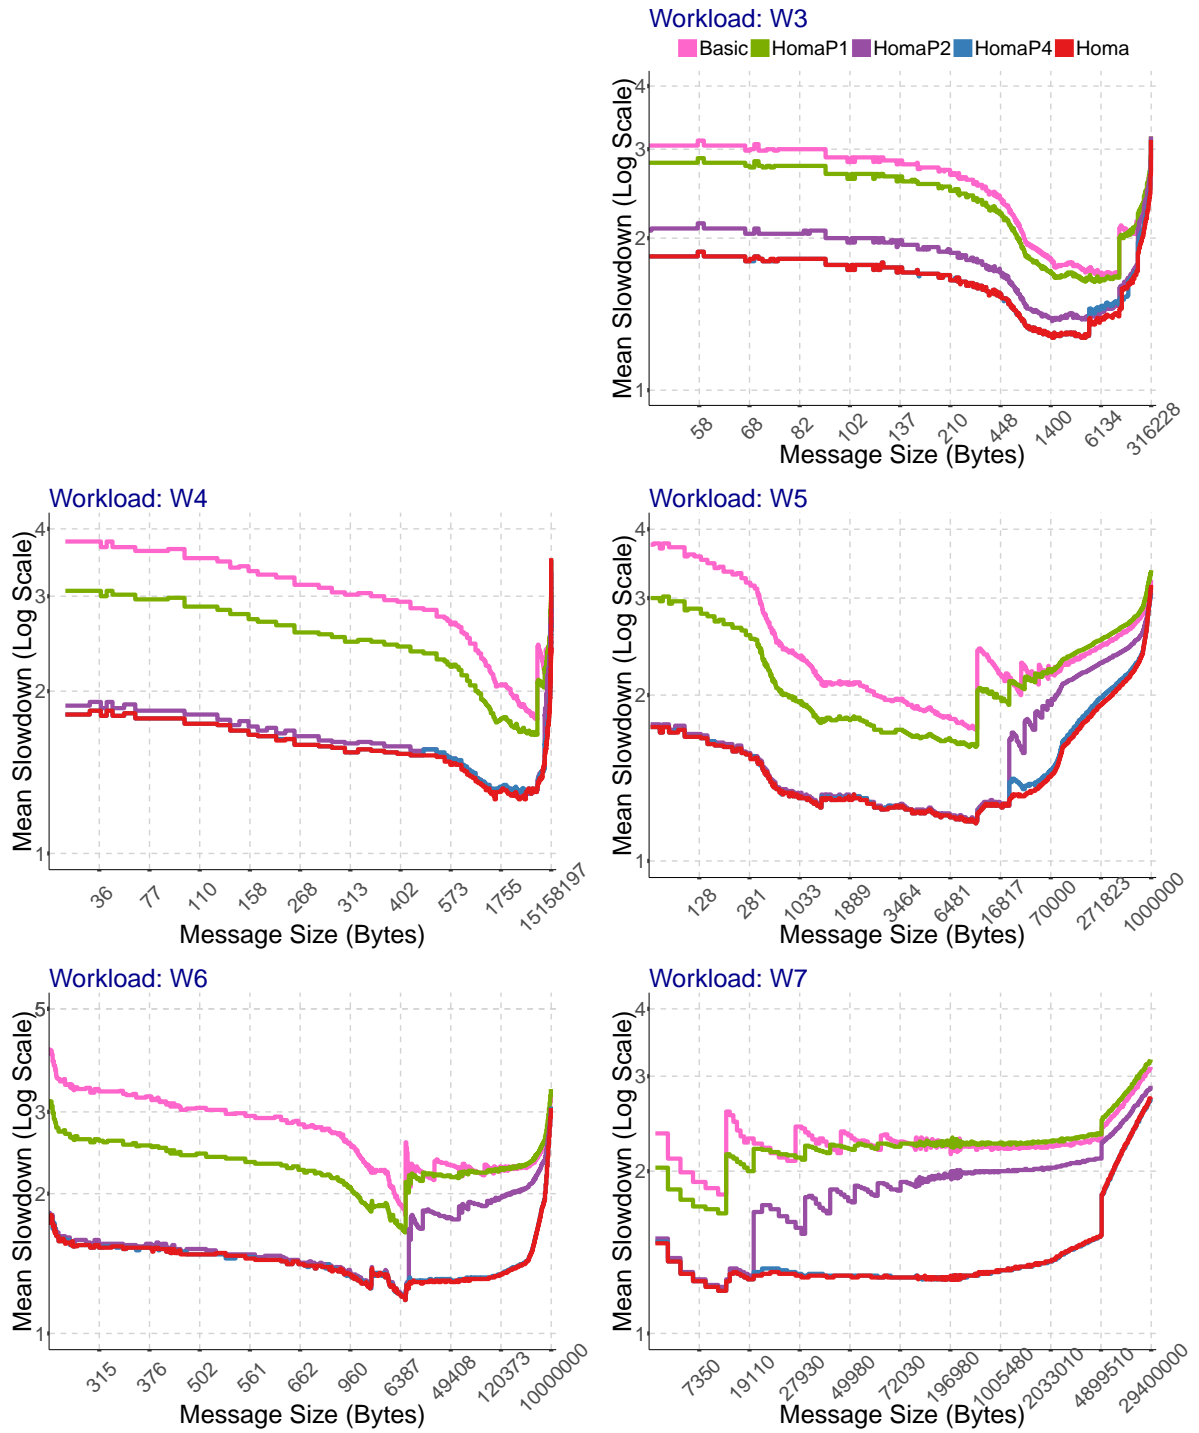 Workload: W3
Basic HomaP1 HomaP2 HomaP4 Homa
Mean Slowdown (Log Scale)
4
3
2
1
58 68 82 102 137 210 448 1400 6134 316228
Message Size (Bytes)
Workload: W4
Mean Slowdown (Log Scale)
4
3
2
1
36 77 110 158 268 313 402 573 1755 15158197
Message Size (Bytes)
Workload: W5
Mean Slowdown (Log Scale)
4
3
2
1
128 281 1033 1889 3464 6481 16817 70000 271823 1000000
Message Size (Bytes)
Workload: W6
Mean Slowdown (Log Scale)
5
3
2
1
315 376 502 561 662 960 6387 49408 120373 10000000
Message Size (Bytes)
Workload: W7
Mean Slowdown (Log Scale)
4
3
2
1
7350 19110 27930 49980 72030 196980 1005480 2033010 4899510 29400000
Message Size (Bytes)